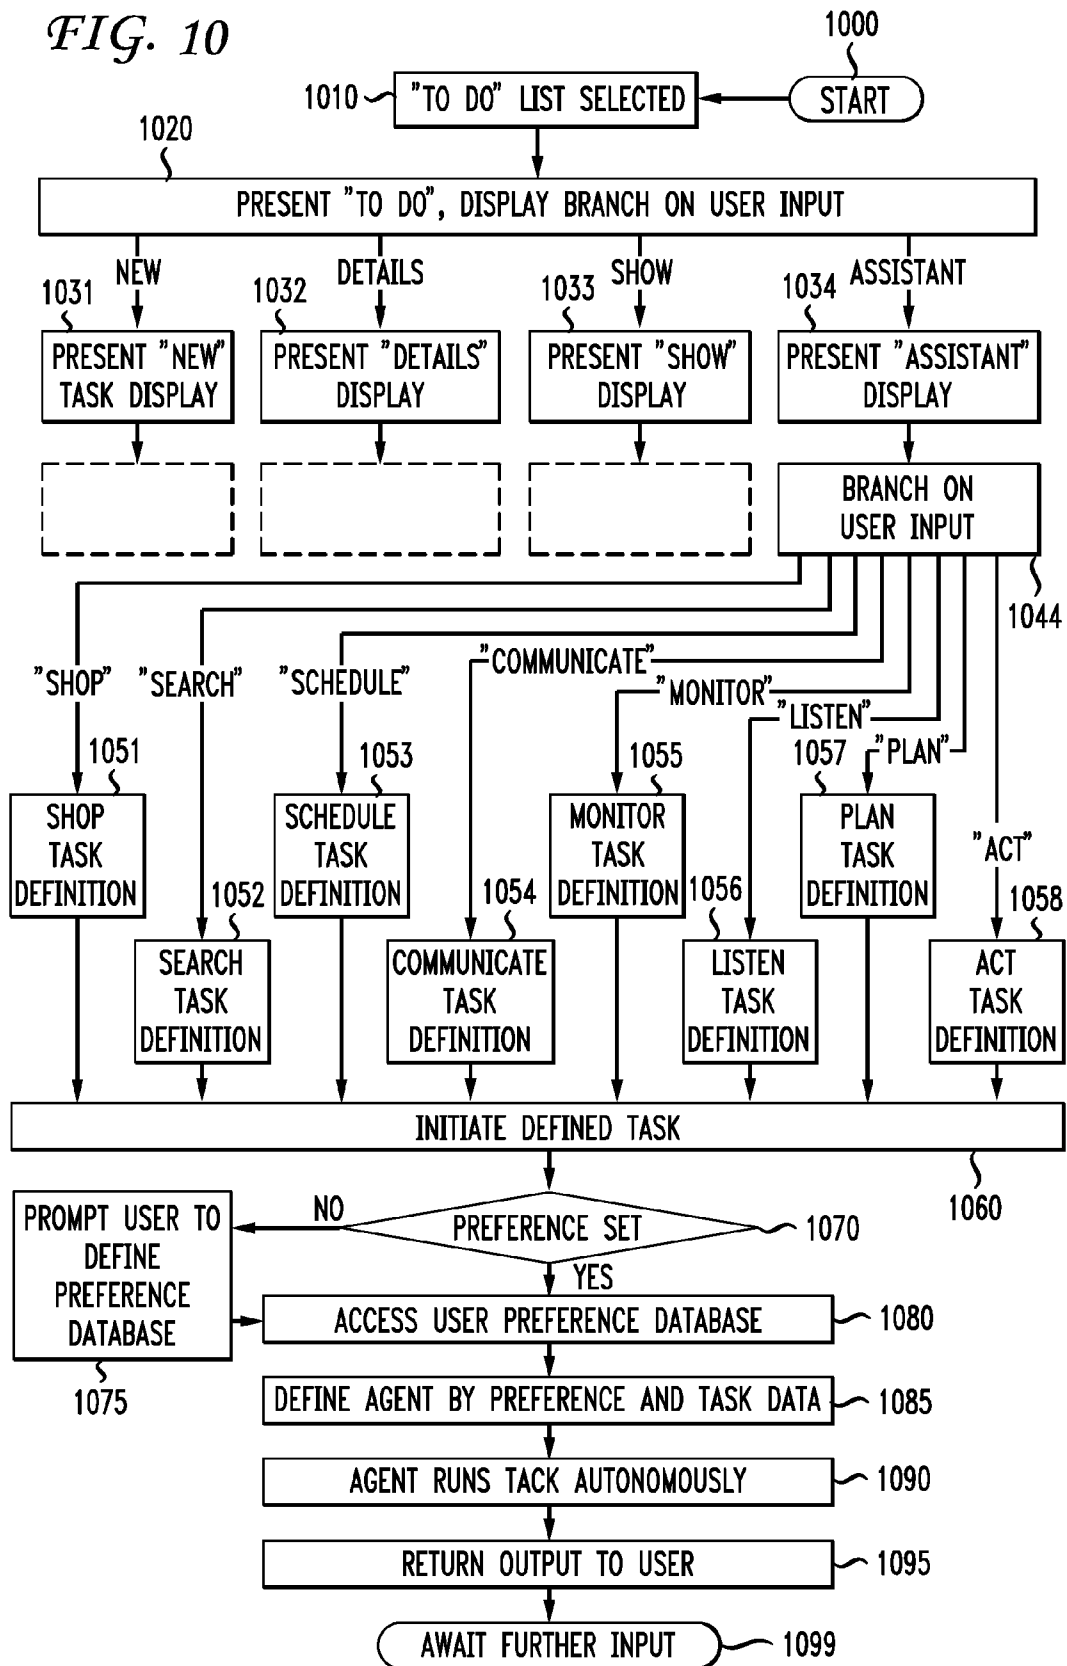 FIG. 10
1000
1010
"TO DO" LIST SELECTED
START
1020
PRESENT "TO DO", DISPLAY BRANCH ON USER INPUT
NEW
DETAILS
SHOW
ASSISTANT
1031
1032
1033
1034
PRESENT "NEW"
TASK DISPLAY
PRESENT "DETAILS"
DISPLAY
PRESENT "SHOW"
DISPLAY
PRESENT "ASSISTANT"
DISPLAY
BRANCH ON
USER INPUT
1044
"SHOP"
"SEARCH"
"SCHEDULE"
"COMMUNICATE"
"MONITOR"
"LISTEN"
"PLAN"
"ACT"
1051
SHOP
TASK
DEFINITION
1052
SEARCH
TASK
DEFINITION
1053
SCHEDULE
TASK
DEFINITION
1054
COMMUNICATE
TASK
DEFINITION
1055
MONITOR
TASK
DEFINITION
1056
LISTEN
TASK
DEFINITION
1057
PLAN
TASK
DEFINITION
1058
ACT
TASK
DEFINITION
INITIATE DEFINED TASK
1060
PREFERENCE SET
1070
NO
YES
PROMPT USER TO
DEFINE
PREFERENCE
DATABASE
1075
ACCESS USER PREFERENCE DATABASE
1080
DEFINE AGENT BY PREFERENCE AND TASK DATA
1085
AGENT RUNS TACK AUTONOMOUSLY
1090
RETURN OUTPUT TO USER
1095
AWAIT FURTHER INPUT
1099